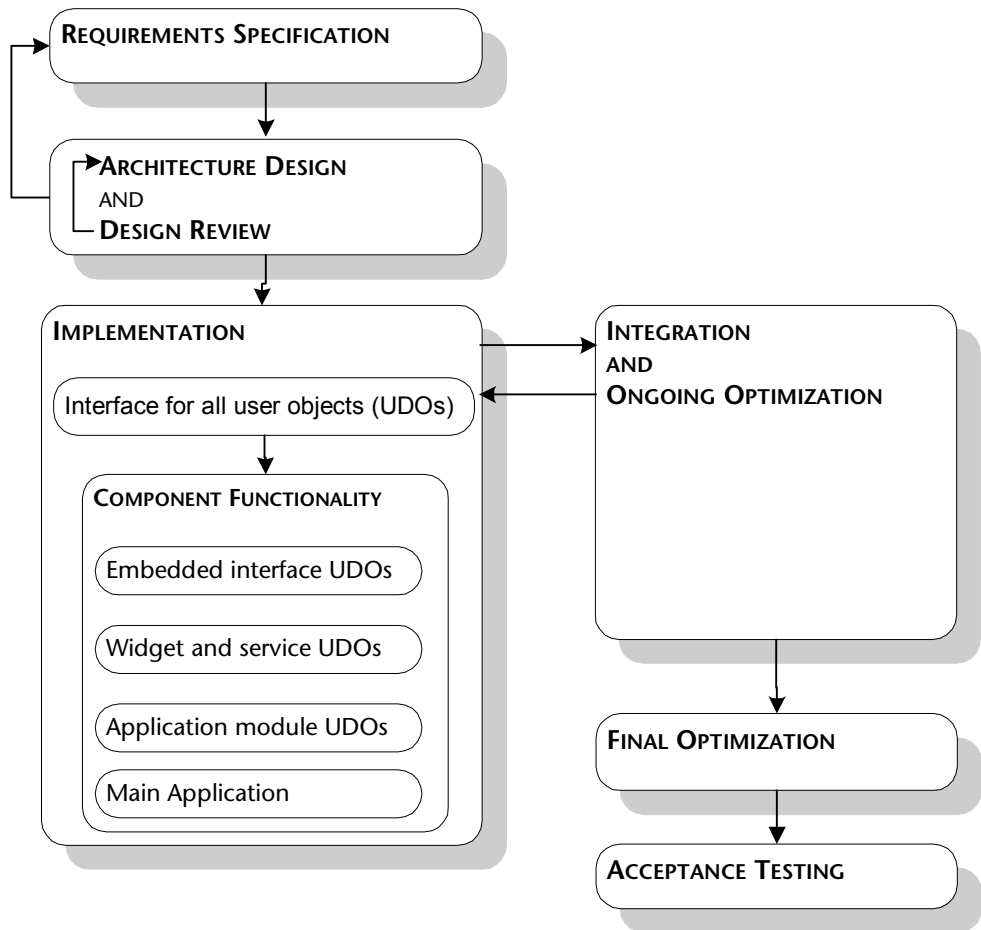 REQUIREMENTS SPECIFICATION
ARCHITECTURE DESIGN
AND
DESIGN REVIEW
IMPLEMENTATION
Interface for all user objects (UDOs)
COMPONENT FUNCTIONALITY
Embedded interface UDOs
Widget and service UDOs
Application module UDOs
Main Application
INTEGRATION
AND
ONGOING OPTIMIZATION
FINAL OPTIMIZATION
ACCEPTANCE TESTING